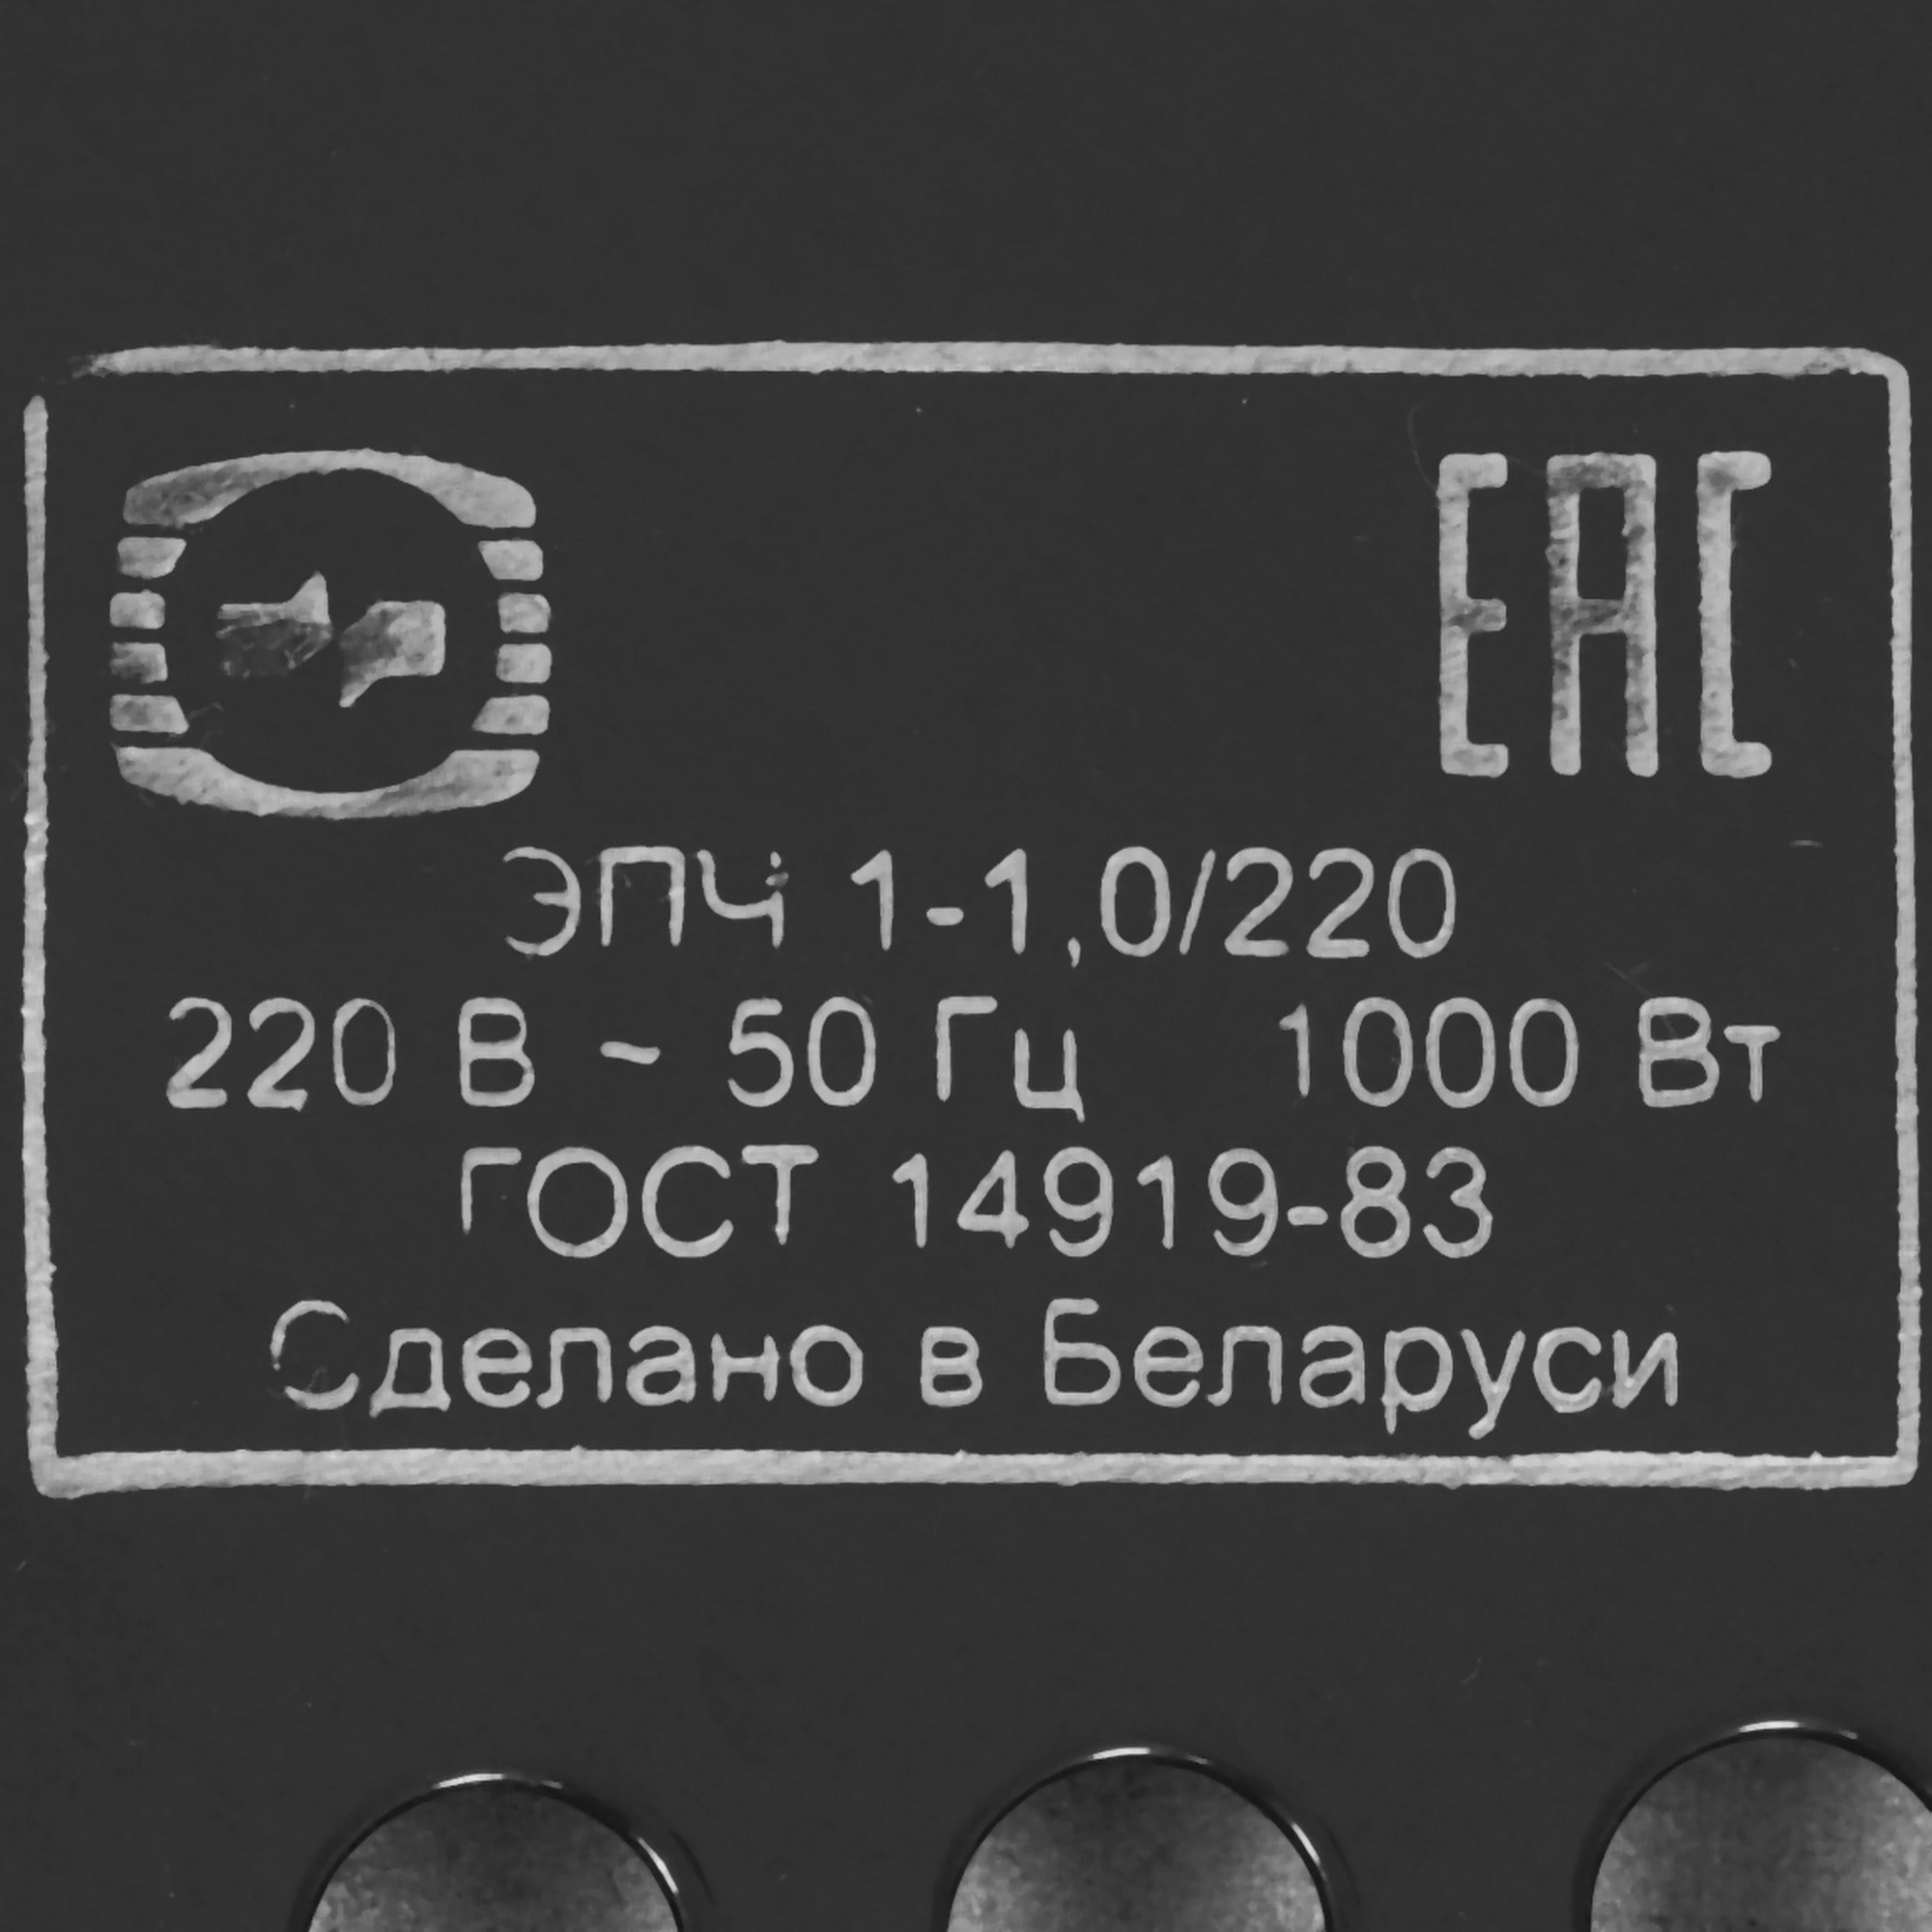 ЕАС
ЭПЧ 1-1,0/220
220 В ~ 50 Гц 1000 Вт
ГОСТ 14919-83
Сделано в Беларуси